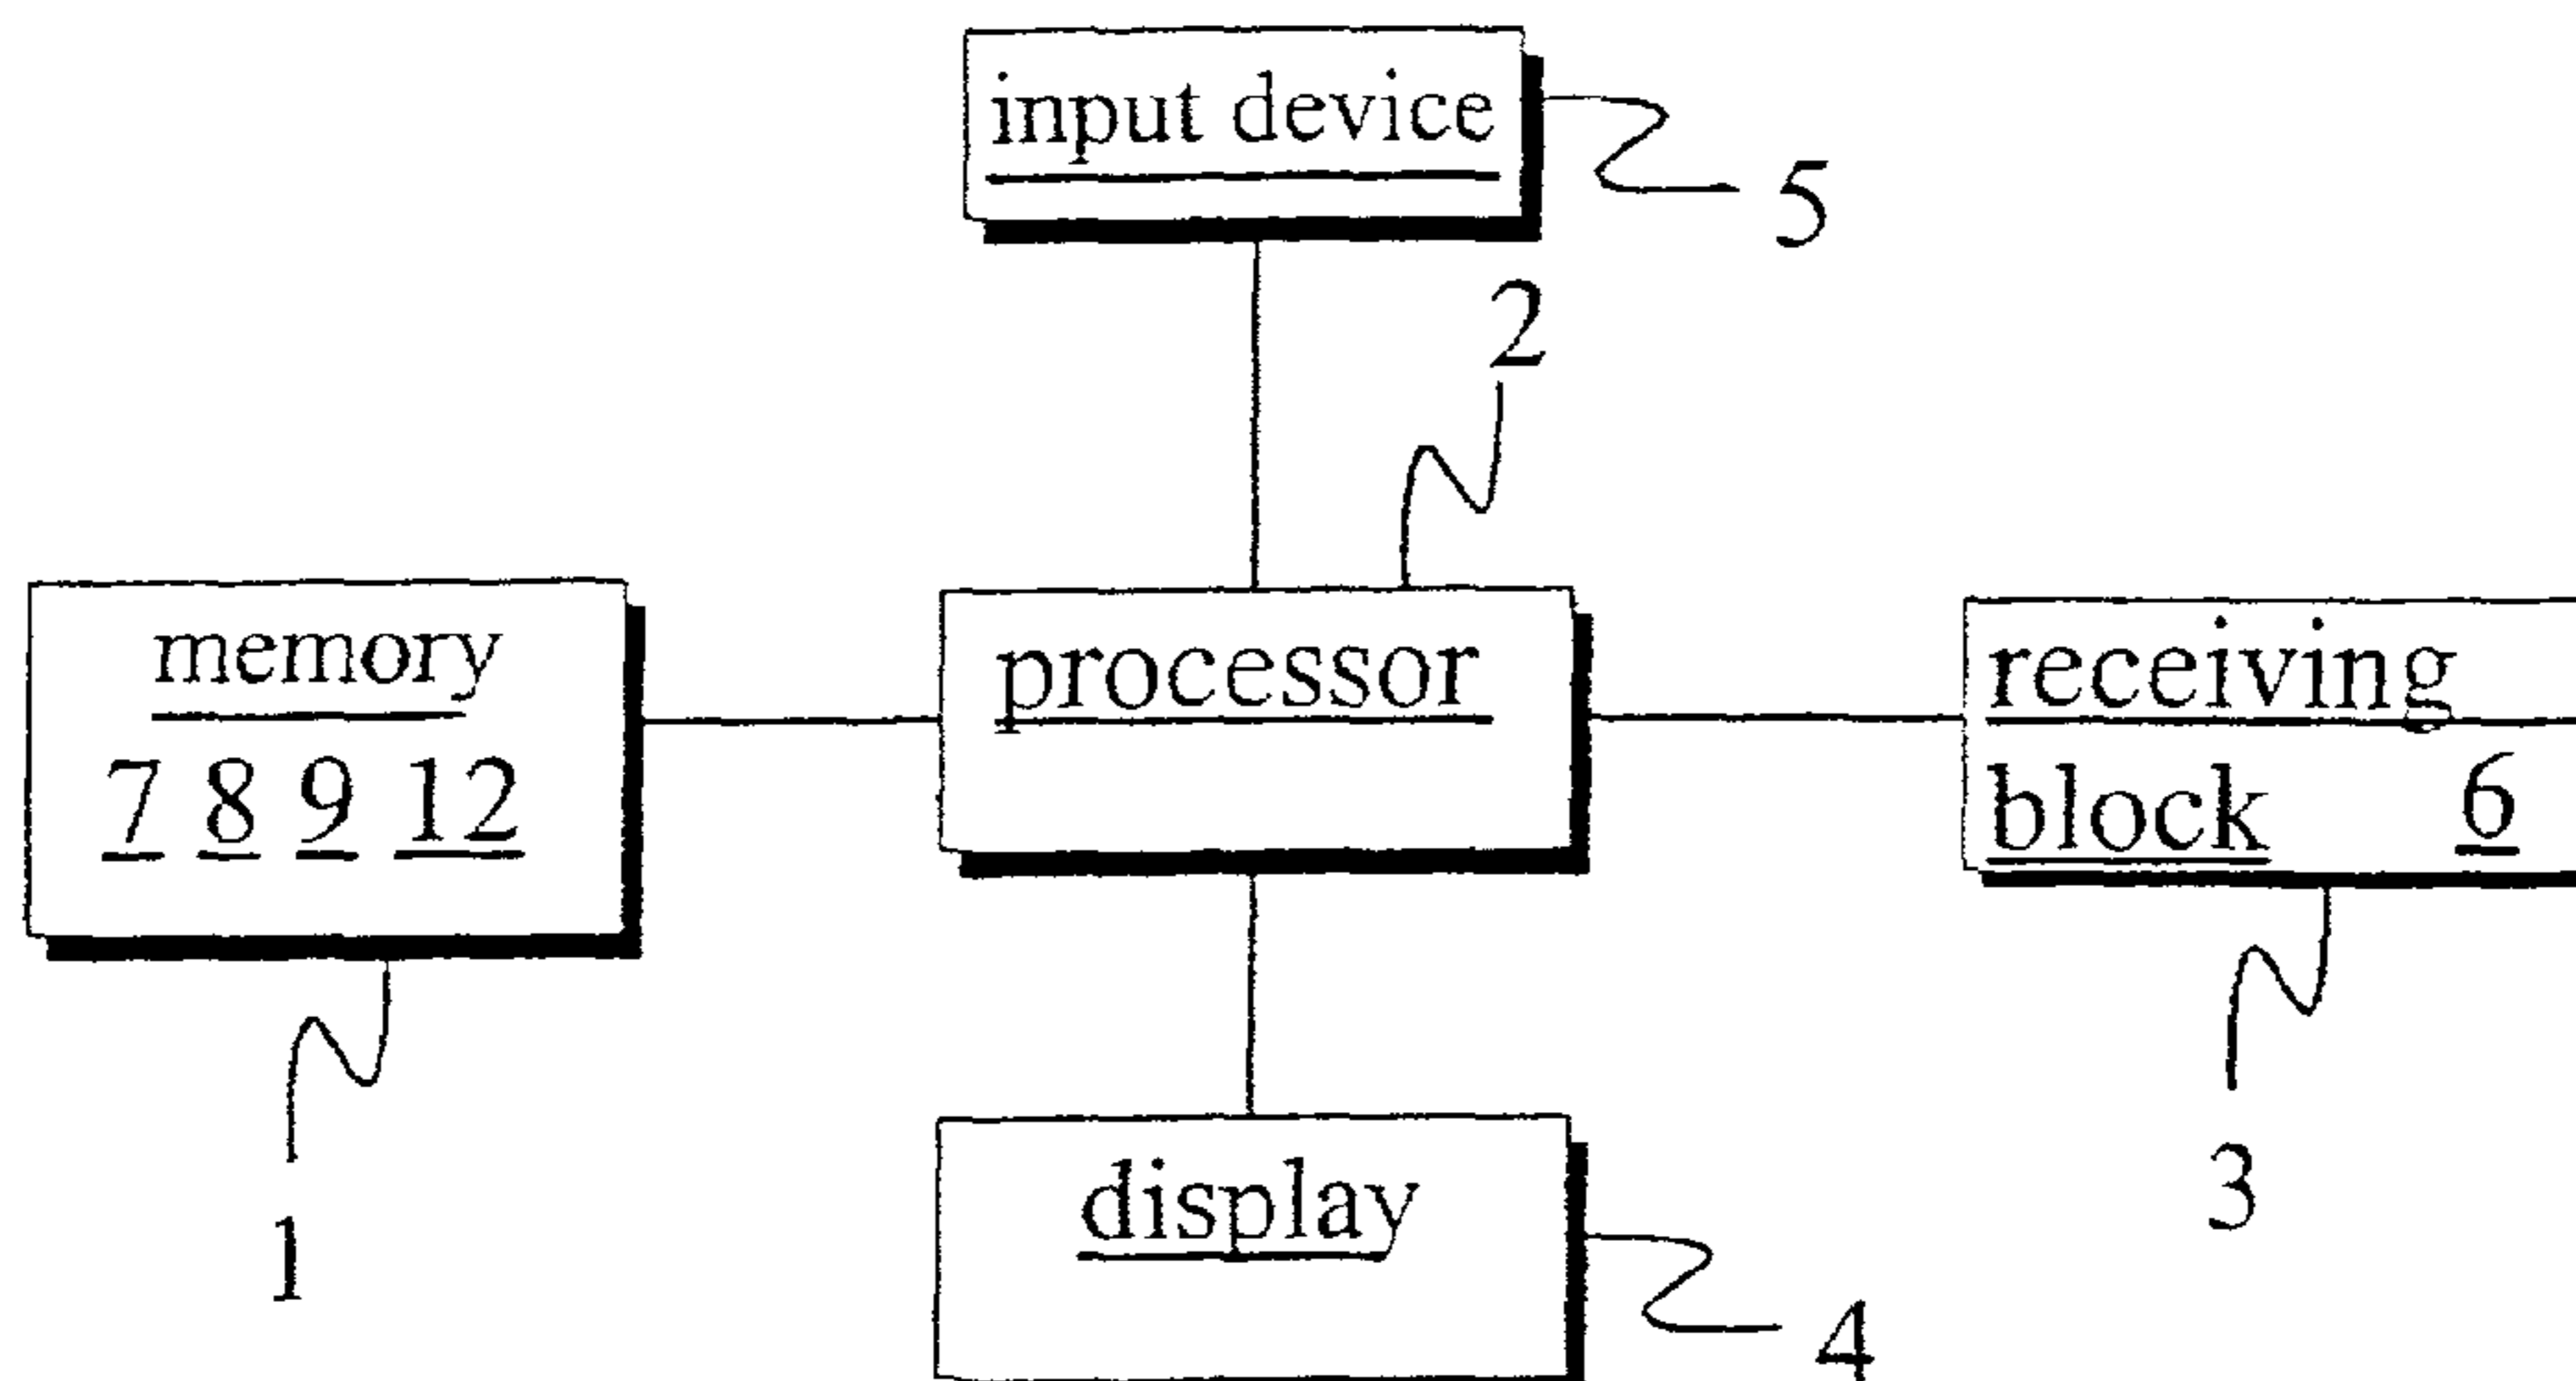 input device
5
2
memory
7 8 9 12
processor
receiving
block 6
1
display
3
4